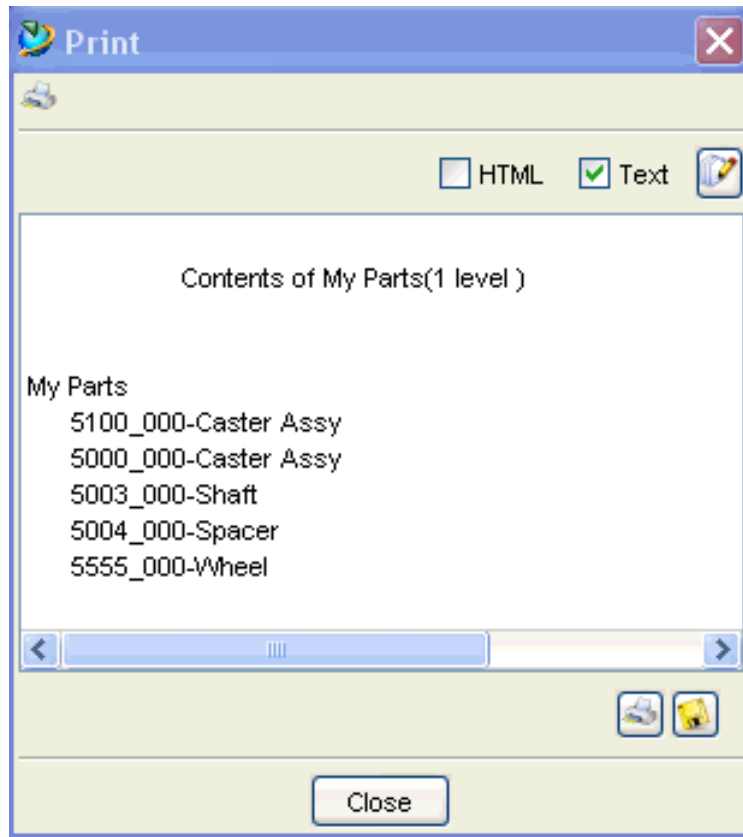 Print
HTML Text
Contents of My Parts(1 level )
My Parts
5100_000-Caster Assy
5000_000-Caster Assy
5003_000-Shaft
5004_000-Spacer
5555_000-Wheel
Close